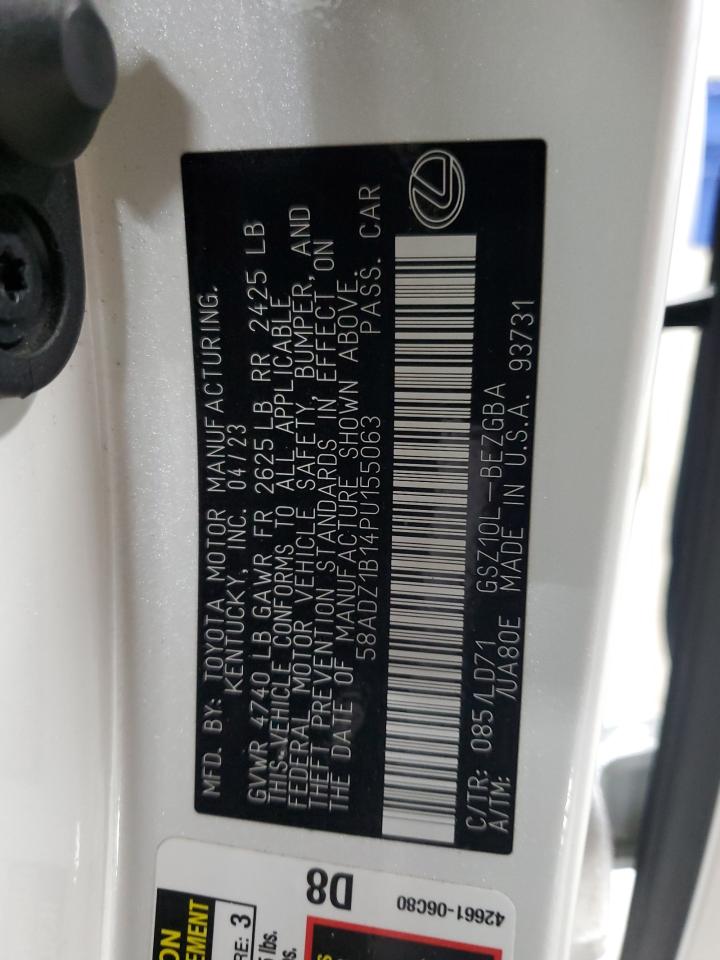 MFD. BY: TOYOTA MOTOR MANUFACTURING.
KENTUCKY, INC. 04/23
GVWR 4740 LB GAWR FR 2625 LB RR 2425 LB
THIS VEHICLE CONFORMS TO ALL APPLICABLE
FEDERAL MOTOR VEHICLE SAFETY, BUMPER, AND
THEFT PREVENTION STANDARDS IN EFFECT ON
THE DATE OF MANUFACTURE SHOWN ABOVE.
58ADZ1B14PU155063 PASS. CAR
C/TR: 085/LD71 GSZ10L-BEZGBA
A/TM: /UA80E MADE IN U.S.A. 93731
D8
42661-06C80
3
lbs.